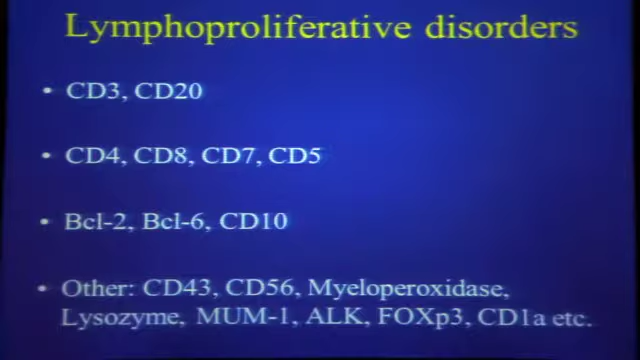 Lymphoproliferative disorders
• CD3, CD20
• CD4, CD8, CD7, CD5
• Bcl-2, Bcl-6, CD10
• Other: CD43, CD56, Myeloperoxidase,
Lysozyme, MUM-1, ALK, FOXp3, CD1a etc.